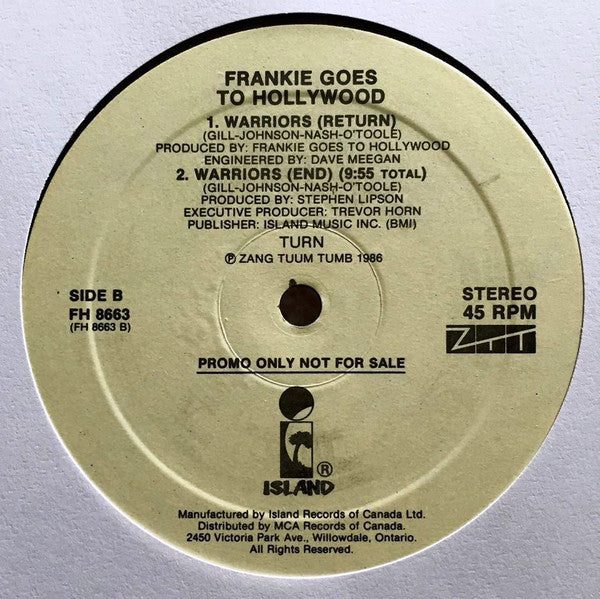 FRANKIE GOES
TO HOLLYWOOD
1. WARRIORS (RETURN)
(GILL-JOHNSON-NASH-O'TOOLE)
PRODUCED BY: FRANKIE GOES TO HOLLYWOOD
ENGINEERED BY: DAVE MEEGAN
2. WARRIORS (END) (9:55 TOTAL)
(GILL-JOHNSON-NASH-O'TOOLE)
PRODUCED BY: STEPHEN LIPSON
EXECUTIVE PRODUCER: TREVOR HORN
PUBLISHER: ISLAND MUSIC INC. (BMI)
TURN
℗ ZANG TUUM TUMB 1986
SIDE B
FH 8663
(FH 8663 B)
STEREO
45 RPM
ZTT
PROMO ONLY NOT FOR SALE
i ®
ISLAND
Manufactured by Island Records of Canada Ltd.
Distributed by MCA Records of Canada.
2450 Victoria Park Ave., Willowdale, Ontario.
All Rights Reserved.